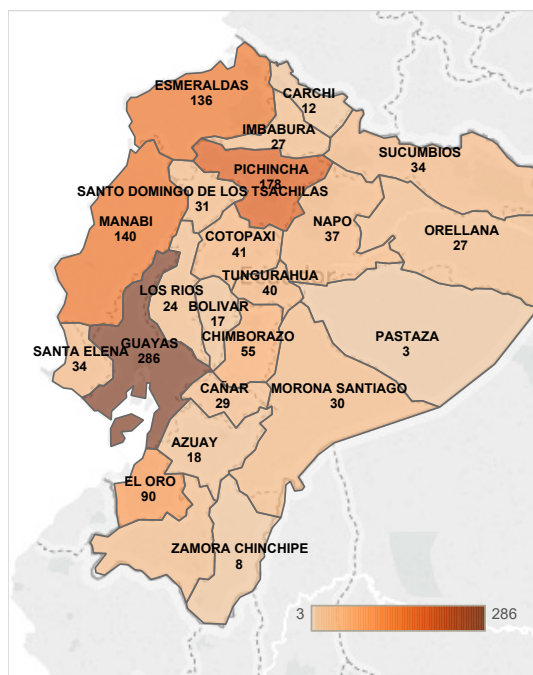 ESMERALDAS
136
CARCHI
12
IMBABURA
27
SUCUMBIOS
34
PICHINCHA
178
SANTO DOMINGO DE LOS TSACHILAS
31
MANABI
140
NAPO
37
ORELLANA
27
COTOPAXI
41
TUNGURAHUA
40
LOS RIOS
24
BOLIVAR
17
PASTAZA
3
SANTA ELENA
34
GUAYAS
286
CHIMBORAZO
55
CAÑAR
29
MORONA SANTIAGO
30
AZUAY
18
EL ORO
90
ZAMORA CHINCHIPE
8
3
286